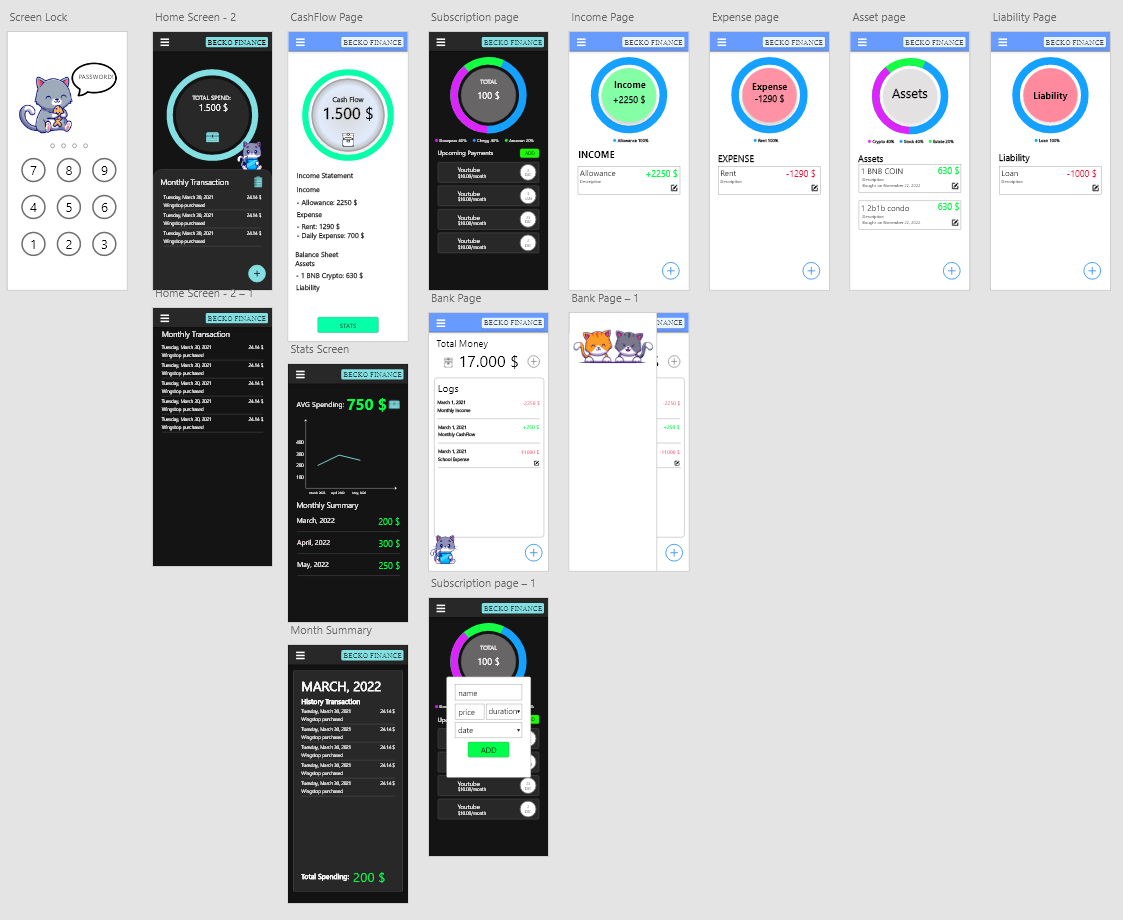 Screen Lock
PASSWORD!
7 8 9
4 5 6
1 2 3
Home Screen - 2
BECKO FINANCE
TOTAL SPEND:
1.500 $
Monthly Transaction
Tuesday, March 30, 2021 24.14 $
Wingstop purchased
Tuesday, March 30, 2021 24.14 $
Wingstop purchased
Tuesday, March 30, 2021 24.14 $
Wingstop purchased
Home Screen - 2 – 1
BECKO FINANCE
Monthly Transaction
Tuesday, March 30, 2021 24.14 $
Wingstop purchased
Tuesday, March 30, 2021 24.14 $
Wingstop purchased
Tuesday, March 30, 2021 24.14 $
Wingstop purchased
Tuesday, March 30, 2021 24.14 $
Wingstop purchased
Tuesday, March 30, 2021 24.14 $
Wingstop purchased
CashFlow Page
BECKO FINANCE
Cash Flow
1.500 $
Income Statement
Income
- Allowance: 2250 $
Expense
- Rent: 1290 $
- Daily Expense: 700 $
Balance Sheet
Assets
- 1 BNB Crypto: 630 $
Liability
STATS
Stats Screen
BECKO FINANCE
AVG Spending: 750 $
400
300
200
100
March 2021 April 2021 May, 2021
Monthly Summary
March, 2022 200 $
April, 2022 300 $
May, 2022 250 $
Month Summary
BECKO FINANCE
MARCH, 2022
History Transaction
Tuesday, March 30, 2021 24.14 $
Wingstop purchased
Tuesday, March 30, 2021 24.14 $
Wingstop purchased
Tuesday, March 30, 2021 24.14 $
Wingstop purchased
Tuesday, March 30, 2021 24.14 $
Wingstop purchased
Tuesday, March 30, 2021 24.14 $
Wingstop purchased
Total Spending: 200 $
Subscription page
BECKO FINANCE
TOTAL
100 $
40% 40% Amazon 20%
Upcoming Payments ADD
Youtube
$10.00/month
Youtube
$10.00/month
Youtube
$10.00/month
Youtube
$10.00/month
Bank Page
BECKO FINANCE
Total Money
17.000 $
Logs
March 1, 2021 -2250 $
Monthly Income
March 1, 2021 +250 $
Monthly CashFlow
March 1, 2021 -11000 $
School Expense
Subscription page – 1
BECKO FINANCE
TOTAL
100 $
name
price duration
date
ADD
Youtube
$10.00/month
Youtube
$10.00/month
Income Page
BECKO FINANCE
Income
+2250 $
Allowance 100%
INCOME
Allowance +2250 $
Description
Bank Page – 1
FINANCE
$
-2250 $
+250 $
-11000 $
Expense page
BECKO FINANCE
Expense
-1290 $
Rent 100%
EXPENSE
Rent -1290 $
Description
Asset page
BECKO FINANCE
Assets
Crypto 40% Stock 40% Estate 20%
Assets
1 BNB COIN 630 $
Description
Bought on November 22, 2022
1 2b1b condo 630 $
Description
Bought on November 22, 2022
Liability Page
BECKO FINANCE
Liability
Loan 100%
Liability
Loan -1000 $
Description